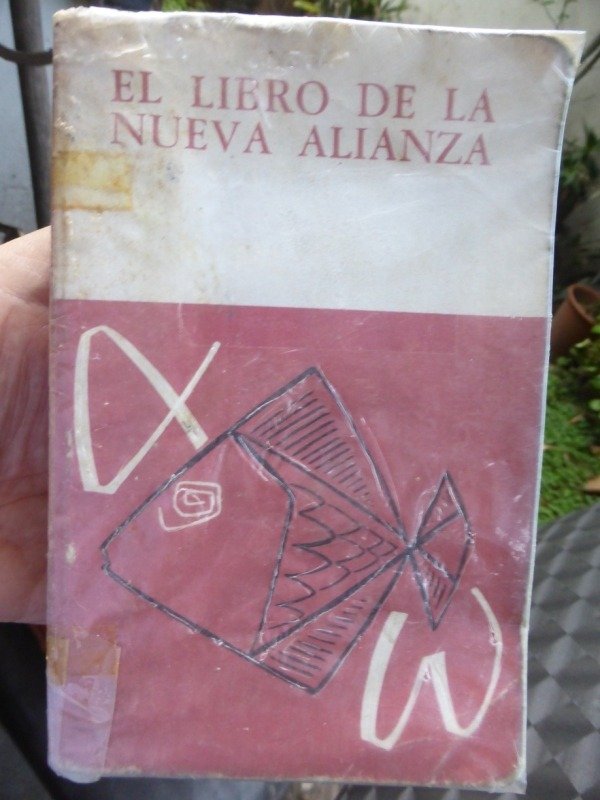 EL LIBRO DE LA
NUEVA ALIANZA
α
ω